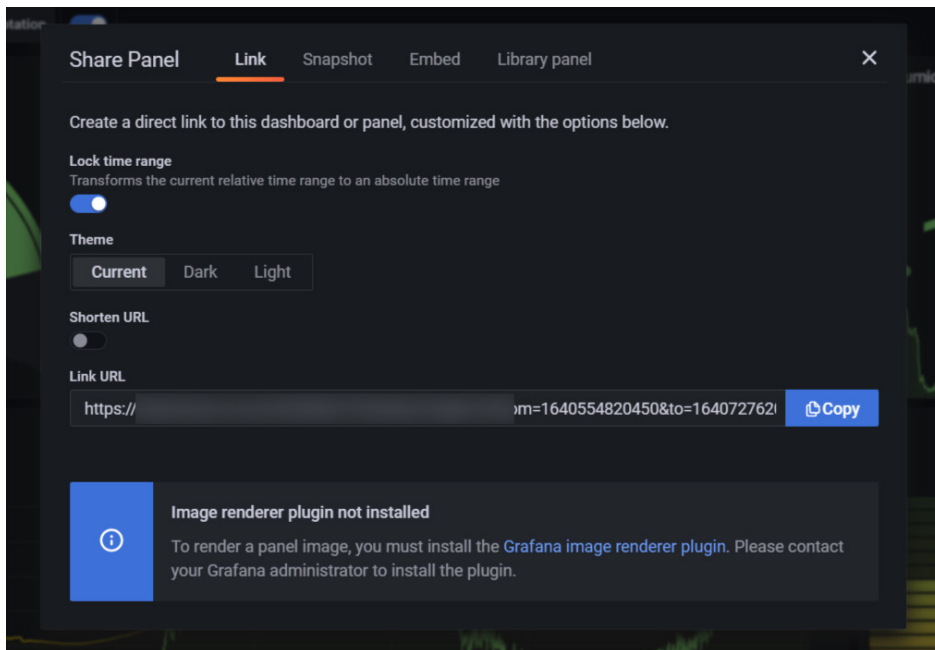 Share Panel Link Snapshot Embed Library panel
Create a direct link to this dashboard or panel, customized with the options below.
Lock time range
Transforms the current relative time range to an absolute time range
Theme
Current Dark Light
Shorten URL
Link URL
https:// om=1640554820450&to=164072762 Copy
Image renderer plugin not installed
To render a panel image, you must install the Grafana image renderer plugin. Please contact
your Grafana administrator to install the plugin.